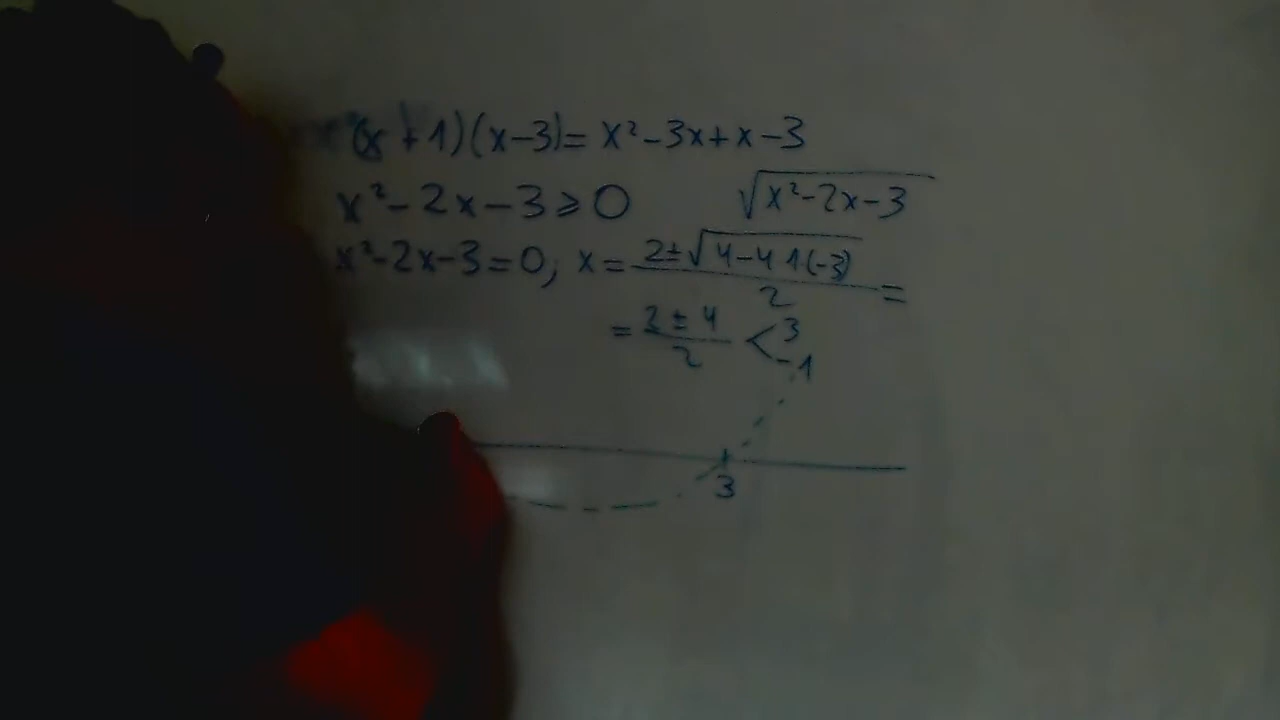 (x+1)(x-3)=x²-3x+x-3
x²-2x-3⩾0 √(x²-2x-3)
x²-2x-3=0, x=(2±√(4-4 1(-3)))/2 =
=(2±4)/2 < 3
-1
3